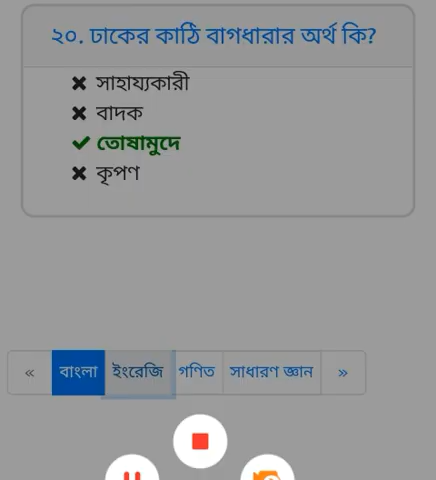 ২০. ঢাকের কাঠি বাগধারার অর্থ কি?
সাহায্যকারী
বাদক
তোষামুদে
কৃপণ
« বাংলা ইংরেজি গণিত সাধারণ জ্ঞান »